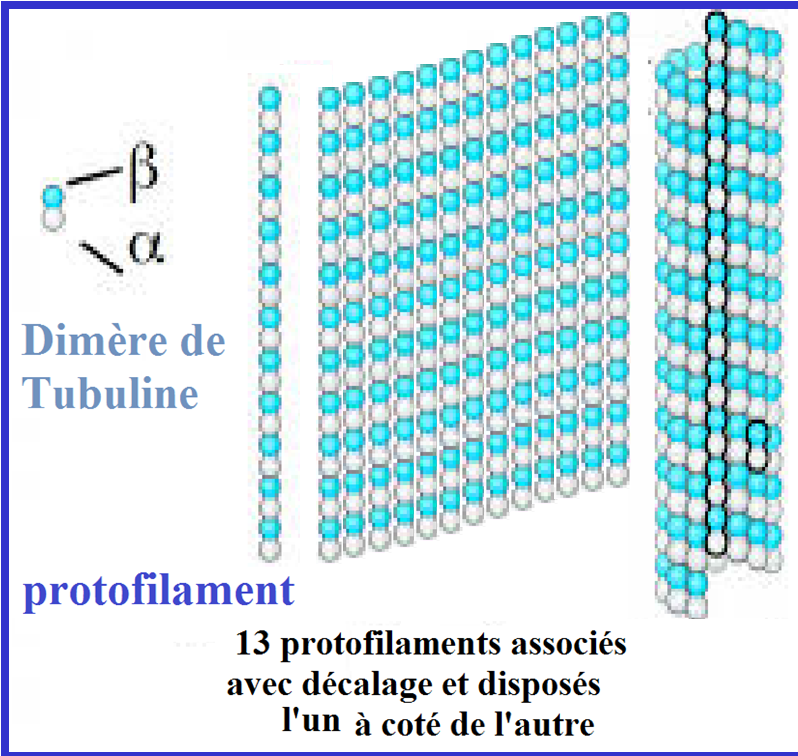 β
α
Dimère de
Tubuline
protofilament
13 protofilaments associés
avec décalage et disposés
l'un à coté de l'autre